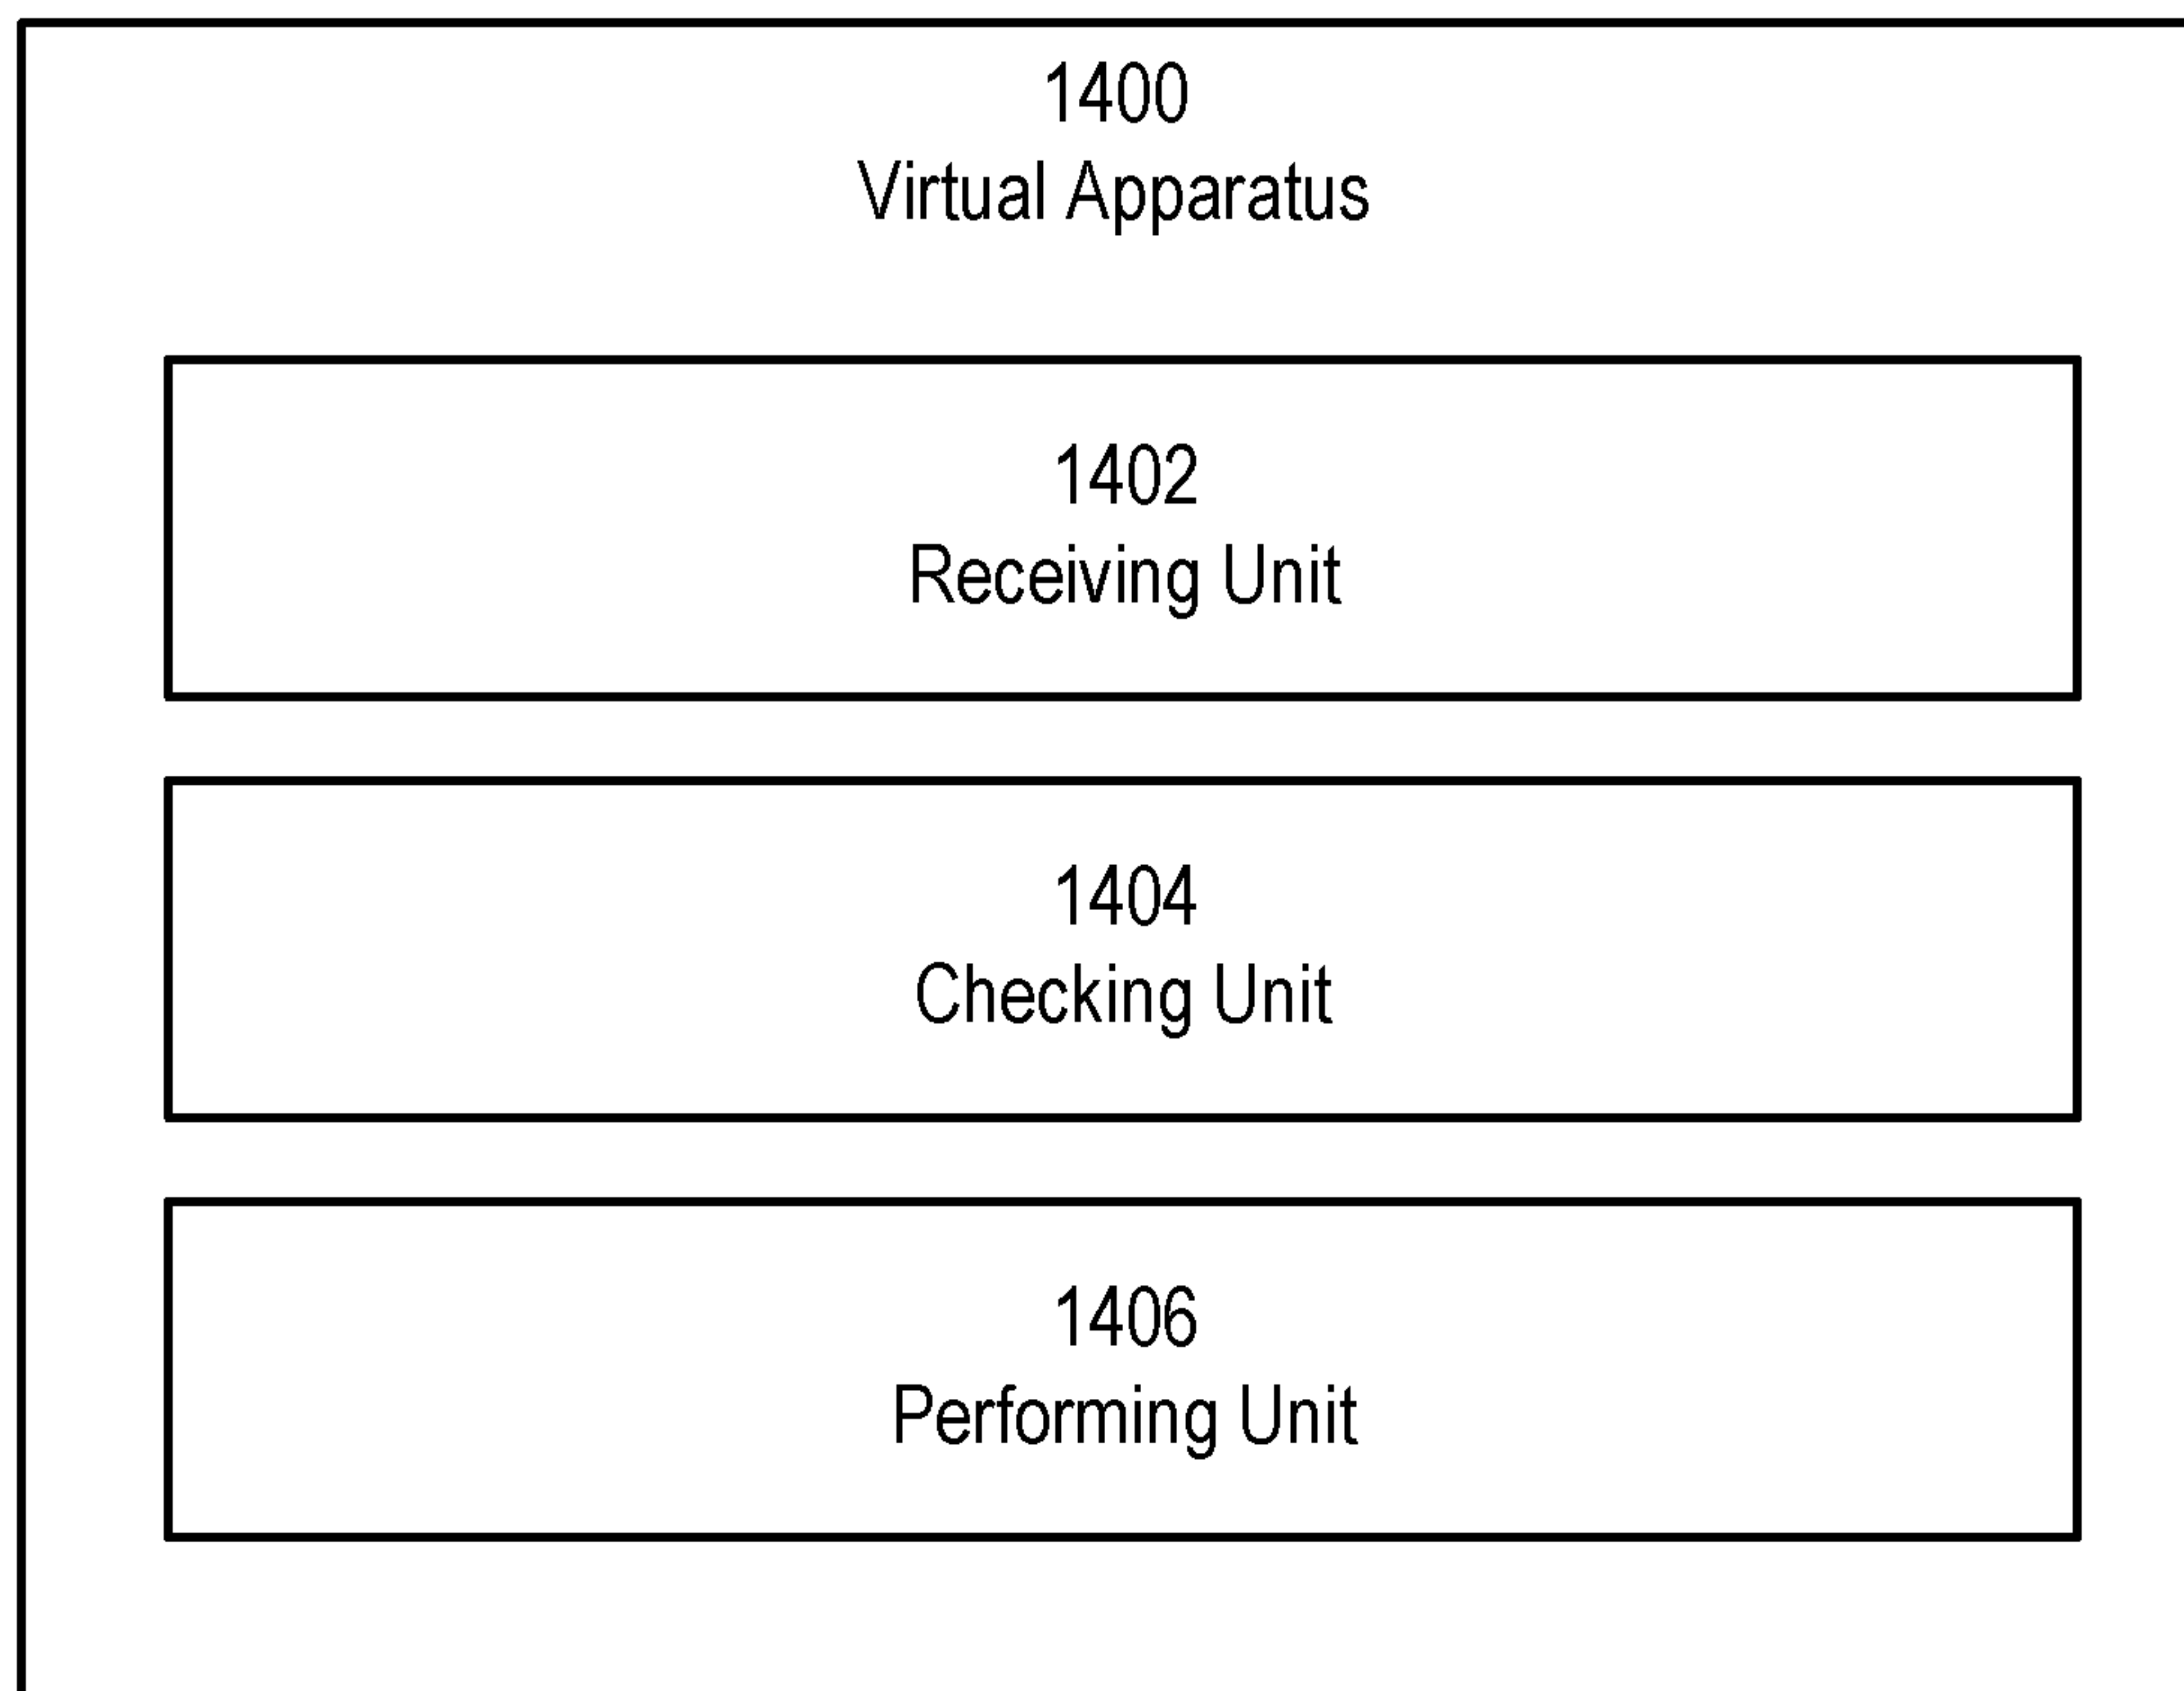 1400
Virtual Apparatus
1402
Receiving Unit
1404
Checking Unit
1406
Performing Unit